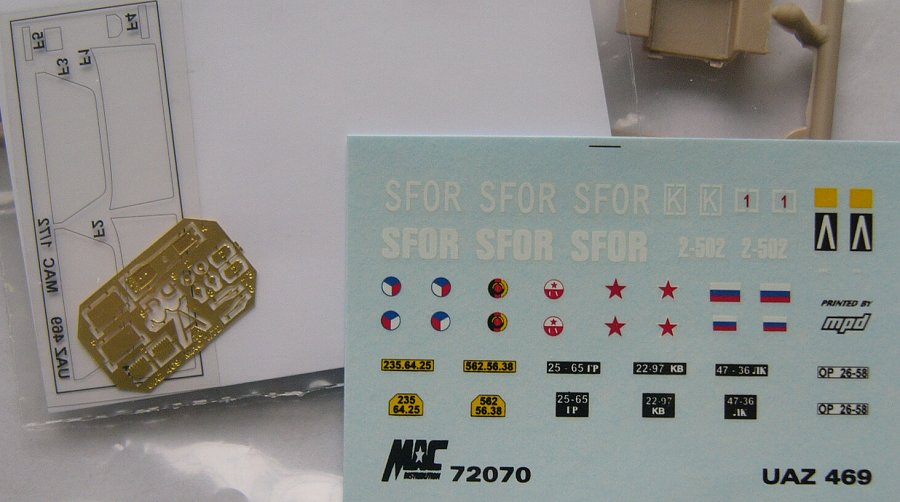 F5
F4
F3
F1
F2
UAZ 469 MAC 1/72
SFOR SFOR SFOR K K 1 1
SFOR SFOR SFOR 2-502 2-502
PRINTED BY
mpd
235.64.25 562.56.38 25-65 ГР 22-97 КВ 47-36 ЛК OP 26-58
235 562 25-65 22-97 47-36 OP 26-58
64.25 56.38 ГР КВ ЛК
MAC
DISTRIBUTION
72070 UAZ 469